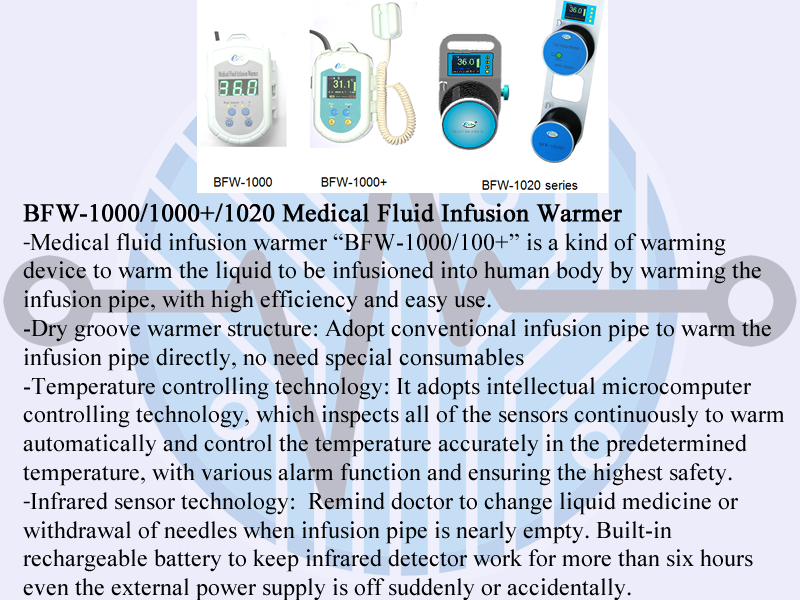 Medical Fluid Infusion Warmer
36.0
31.1
36.0
36.0
BFW-1000
BFW-1000+
BFW-1020 series
BFW-1000/1000+/1020 Medical Fluid Infusion Warmer
-Medical fluid infusion warmer “BFW-1000/100+” is a kind of warming
device to warm the liquid to be infusioned into human body by warming the
infusion pipe, with high efficiency and easy use.
-Dry groove warmer structure: Adopt conventional infusion pipe to warm the
infusion pipe directly, no need special consumables
-Temperature controlling technology: It adopts intellectual microcomputer
controlling technology, which inspects all of the sensors continuously to warm
automatically and control the temperature accurately in the predetermined
temperature, with various alarm function and ensuring the highest safety.
-Infrared sensor technology:  Remind doctor to change liquid medicine or
withdrawal of needles when infusion pipe is nearly empty. Built-in
rechargeable battery to keep infrared detector work for more than six hours
even the external power supply is off suddenly or accidentally.